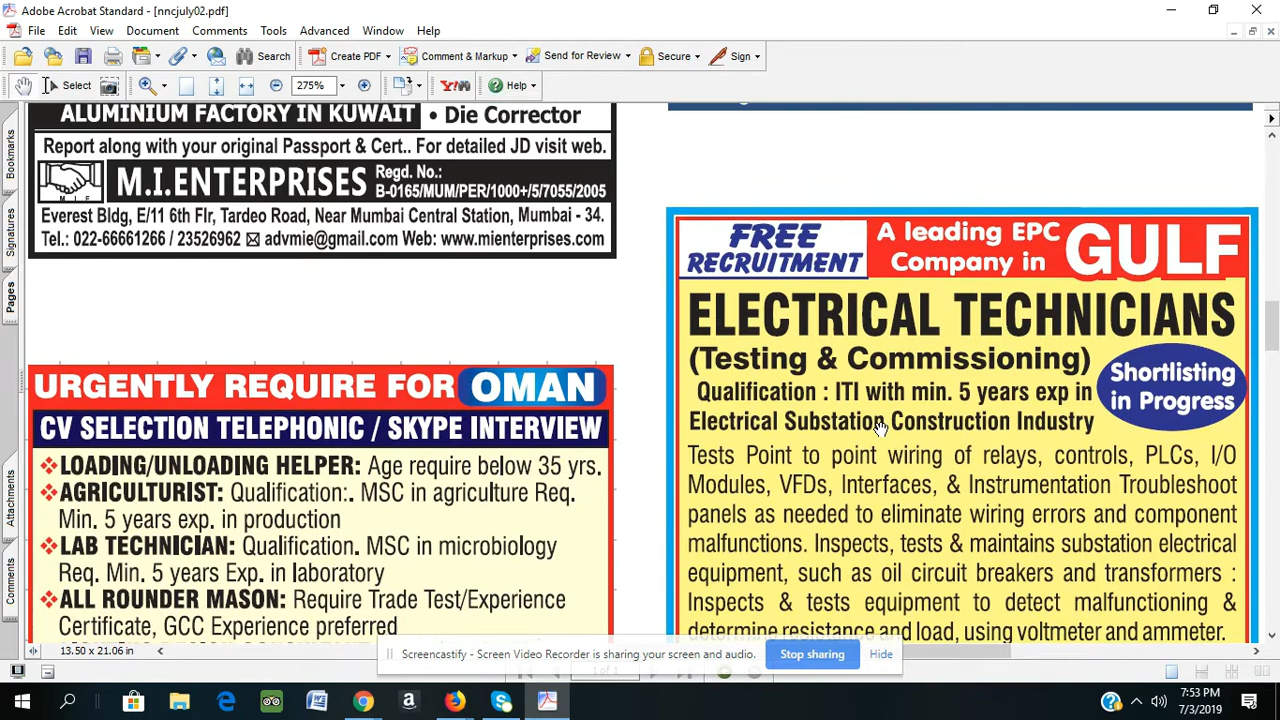 Adobe Acrobat Standard - [nncjuly02.pdf]
File Edit View Document Comments Tools Advanced Window Help
Search Create PDF Comment & Markup Send for Review Secure Sign
Select 275% Y! Help
Bookmarks
Signatures
Pages
Attachments
Comments
ALUMINIUM FACTORY IN KUWAIT • Die Corrector
Report along with your original Passport & Cert.. For detailed JD visit web.
M.I.ENTERPRISES Regd. No.:
B-0165/MUM/PER/1000+/5/7055/2005
Everest Bldg, E/11 6th Flr, Tardeo Road, Near Mumbai Central Station, Mumbai - 34.
Tel.: 022-66661266 / 23526962 advmie@gmail.com Web: www.mienterprises.com
URGENTLY REQUIRE FOR OMAN
CV SELECTION TELEPHONIC / SKYPE INTERVIEW
LOADING/UNLOADING HELPER: Age require below 35 yrs.
AGRICULTURIST: Qualification:. MSC in agriculture Req.
Min. 5 years exp. in production
LAB TECHNICIAN: Qualification. MSC in microbiology
Req. Min. 5 years Exp. in laboratory
ALL ROUNDER MASON: Require Trade Test/Experience
Certificate, GCC Experience preferred
FREE
RECRUITMENT
A leading EPC
Company in GULF
ELECTRICAL TECHNICIANS
(Testing & Commissioning)
Shortlisting
in Progress
Qualification : ITI with min. 5 years exp in
Electrical Substation Construction Industry
Tests Point to point wiring of relays, controls, PLCs, I/O
Modules, VFDs, Interfaces, & Instrumentation Troubleshoot
panels as needed to eliminate wiring errors and component
malfunctions. Inspects, tests & maintains substation electrical
equipment, such as oil circuit breakers and transformers :
Inspects & tests equipment to detect malfunctioning &
determine resistance and load, using voltmeter and ammeter.
Screencastify - Screen Video Recorder is sharing your screen and audio. Stop sharing Hide
13.50 x 21.06 in
1 of 1
7:53 PM
7/3/2019